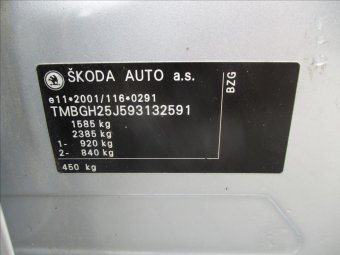 ŠKODA AUTO a.s.
BZG
e11*2001/116*0291
TMBGH25J593132591
1585 kg
2385 kg
1- 920 kg
2- 840 kg
450 kg